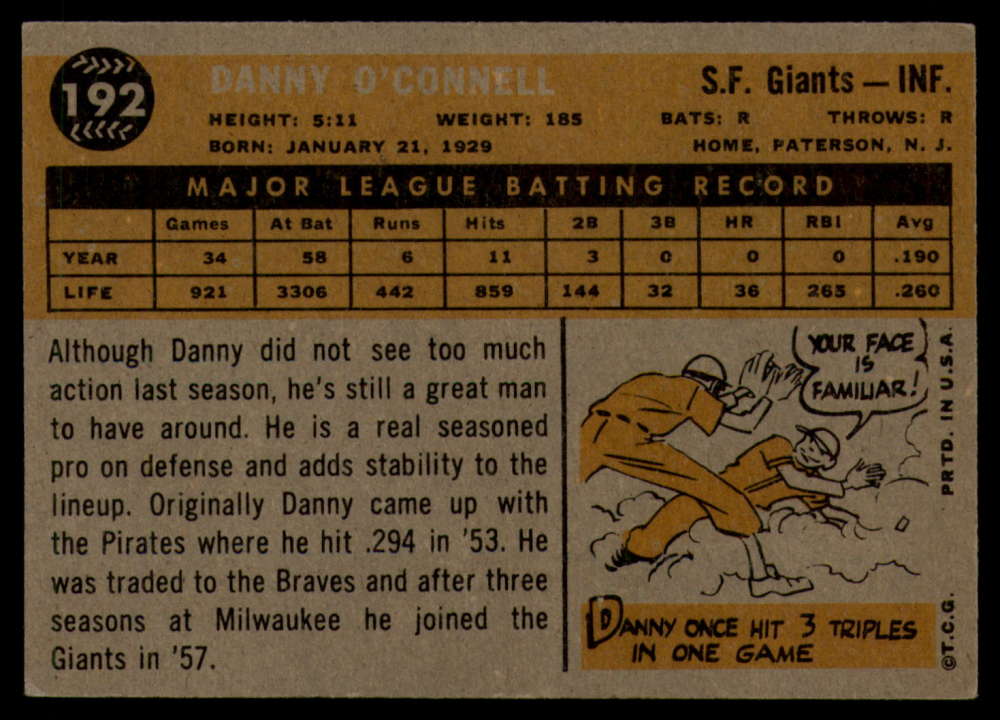 192
DANNY O'CONNELL
S.F. Giants — INF.
HEIGHT: 5:11 WEIGHT: 185 BATS: R THROWS: R
BORN: JANUARY 21, 1929 HOME, PATERSON, N. J.
MAJOR LEAGUE BATTING RECORD
Games At Bat Runs Hits 2B 3B HR RBI Avg
YEAR 34 58 6 11 3 0 0 0 .190
LIFE 921 3306 442 859 144 32 36 265 .260
Although Danny did not see too much
action last season, he's still a great man
to have around. He is a real seasoned
pro on defense and adds stability to the
lineup. Originally Danny came up with
the Pirates where he hit .294 in '53. He
was traded to the Braves and after three
seasons at Milwaukee he joined the
Giants in '57.
YOUR FACE
IS
FAMILIAR!
DANNY ONCE HIT 3 TRIPLES
IN ONE GAME
©T.C.G. PRTD. IN U.S.A.